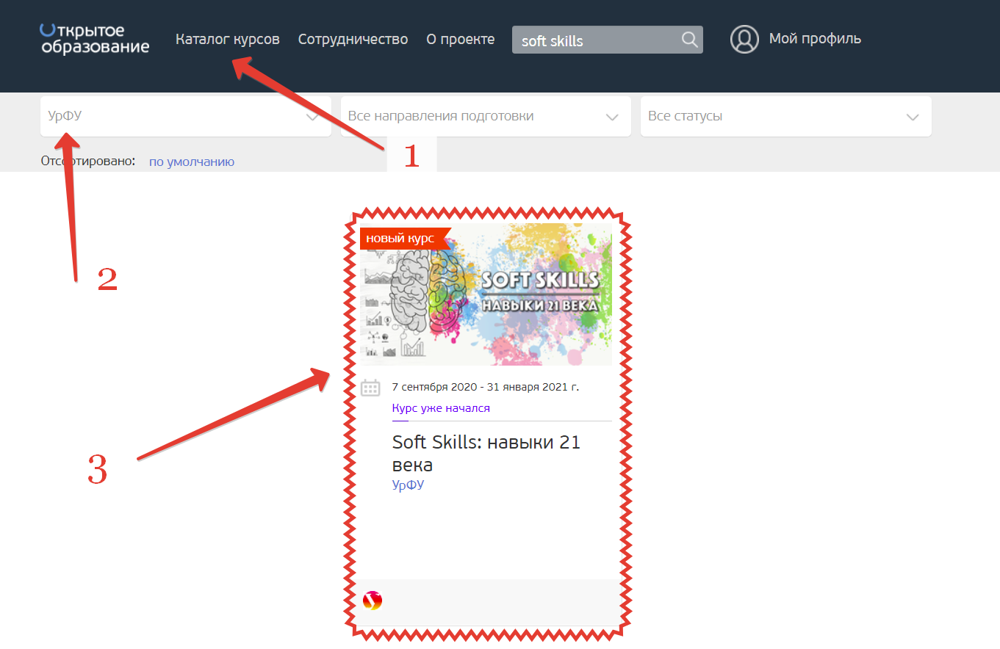 Открытое
образование
Каталог курсов
Сотрудничество
О проекте
soft skills
Мой профиль
УрФУ
Все направления подготовки
Все статусы
Отсортировано: по умолчанию
1
2
3
новый курс
SOFT SKILLS
НАВЫКИ 21 ВЕКА
7 сентября 2020 - 31 января 2021 г.
Курс уже начался
Soft Skills: навыки 21
века
УрФУ